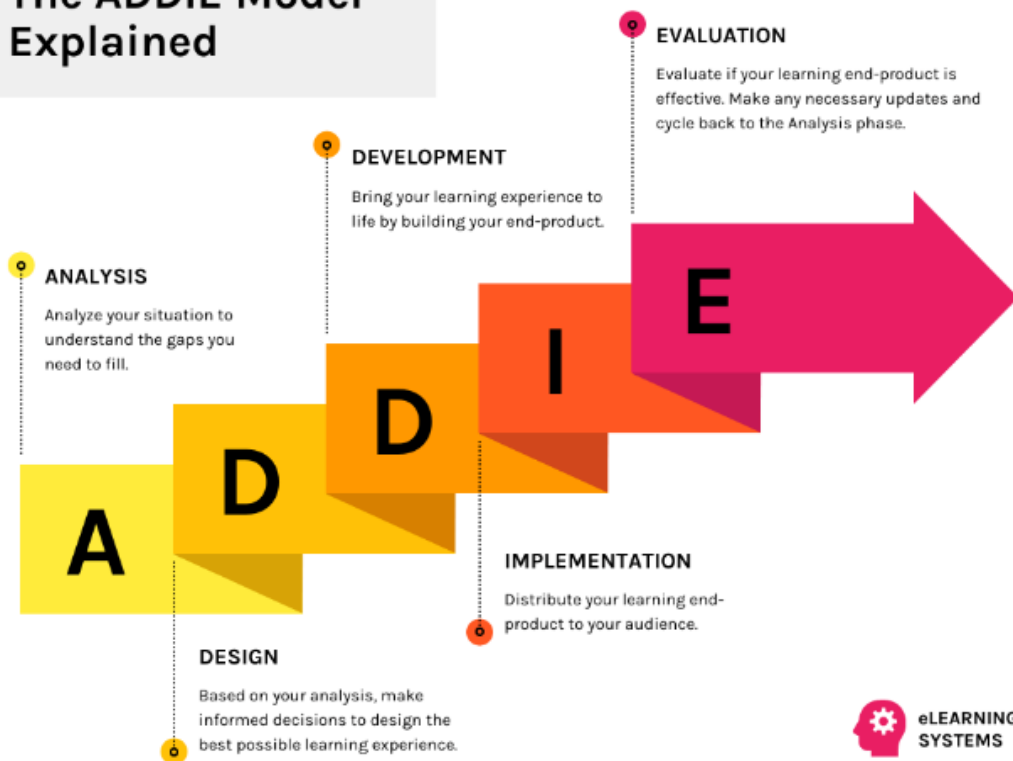 The ADDIE Model
Explained
EVALUATION
Evaluate if your learning end-product is
effective. Make any necessary updates and
cycle back to the Analysis phase.
DEVELOPMENT
Bring your learning experience to
life by building your end-product.
ANALYSIS
Analyze your situation to
understand the gaps you
need to fill.
A
D
D
I
E
IMPLEMENTATION
Distribute your learning end-
product to your audience.
DESIGN
Based on your analysis, make
informed decisions to design the
best possible learning experience.
eLEARNING
SYSTEMS